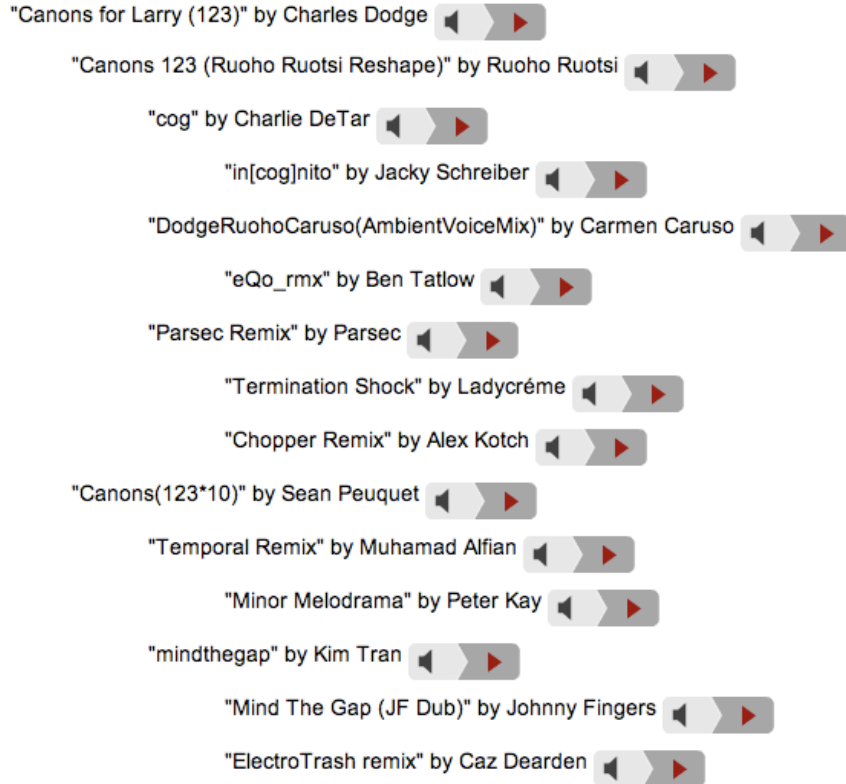 "Canons for Larry (123)" by Charles Dodge
"Canons 123 (Ruoho Ruotsi Reshape)" by Ruoho Ruotsi
"cog" by Charlie DeTar
"in[cog]nito" by Jacky Schreiber
"DodgeRuohoCaruso(AmbientVoiceMix)" by Carmen Caruso
"eQo_rmx" by Ben Tatlow
"Parsec Remix" by Parsec
"Termination Shock" by Ladycréme
"Chopper Remix" by Alex Kotch
"Canons(123*10)" by Sean Peuquet
"Temporal Remix" by Muhamad Alfian
"Minor Melodrama" by Peter Kay
"mindthegap" by Kim Tran
"Mind The Gap (JF Dub)" by Johnny Fingers
"ElectroTrash remix" by Caz Dearden